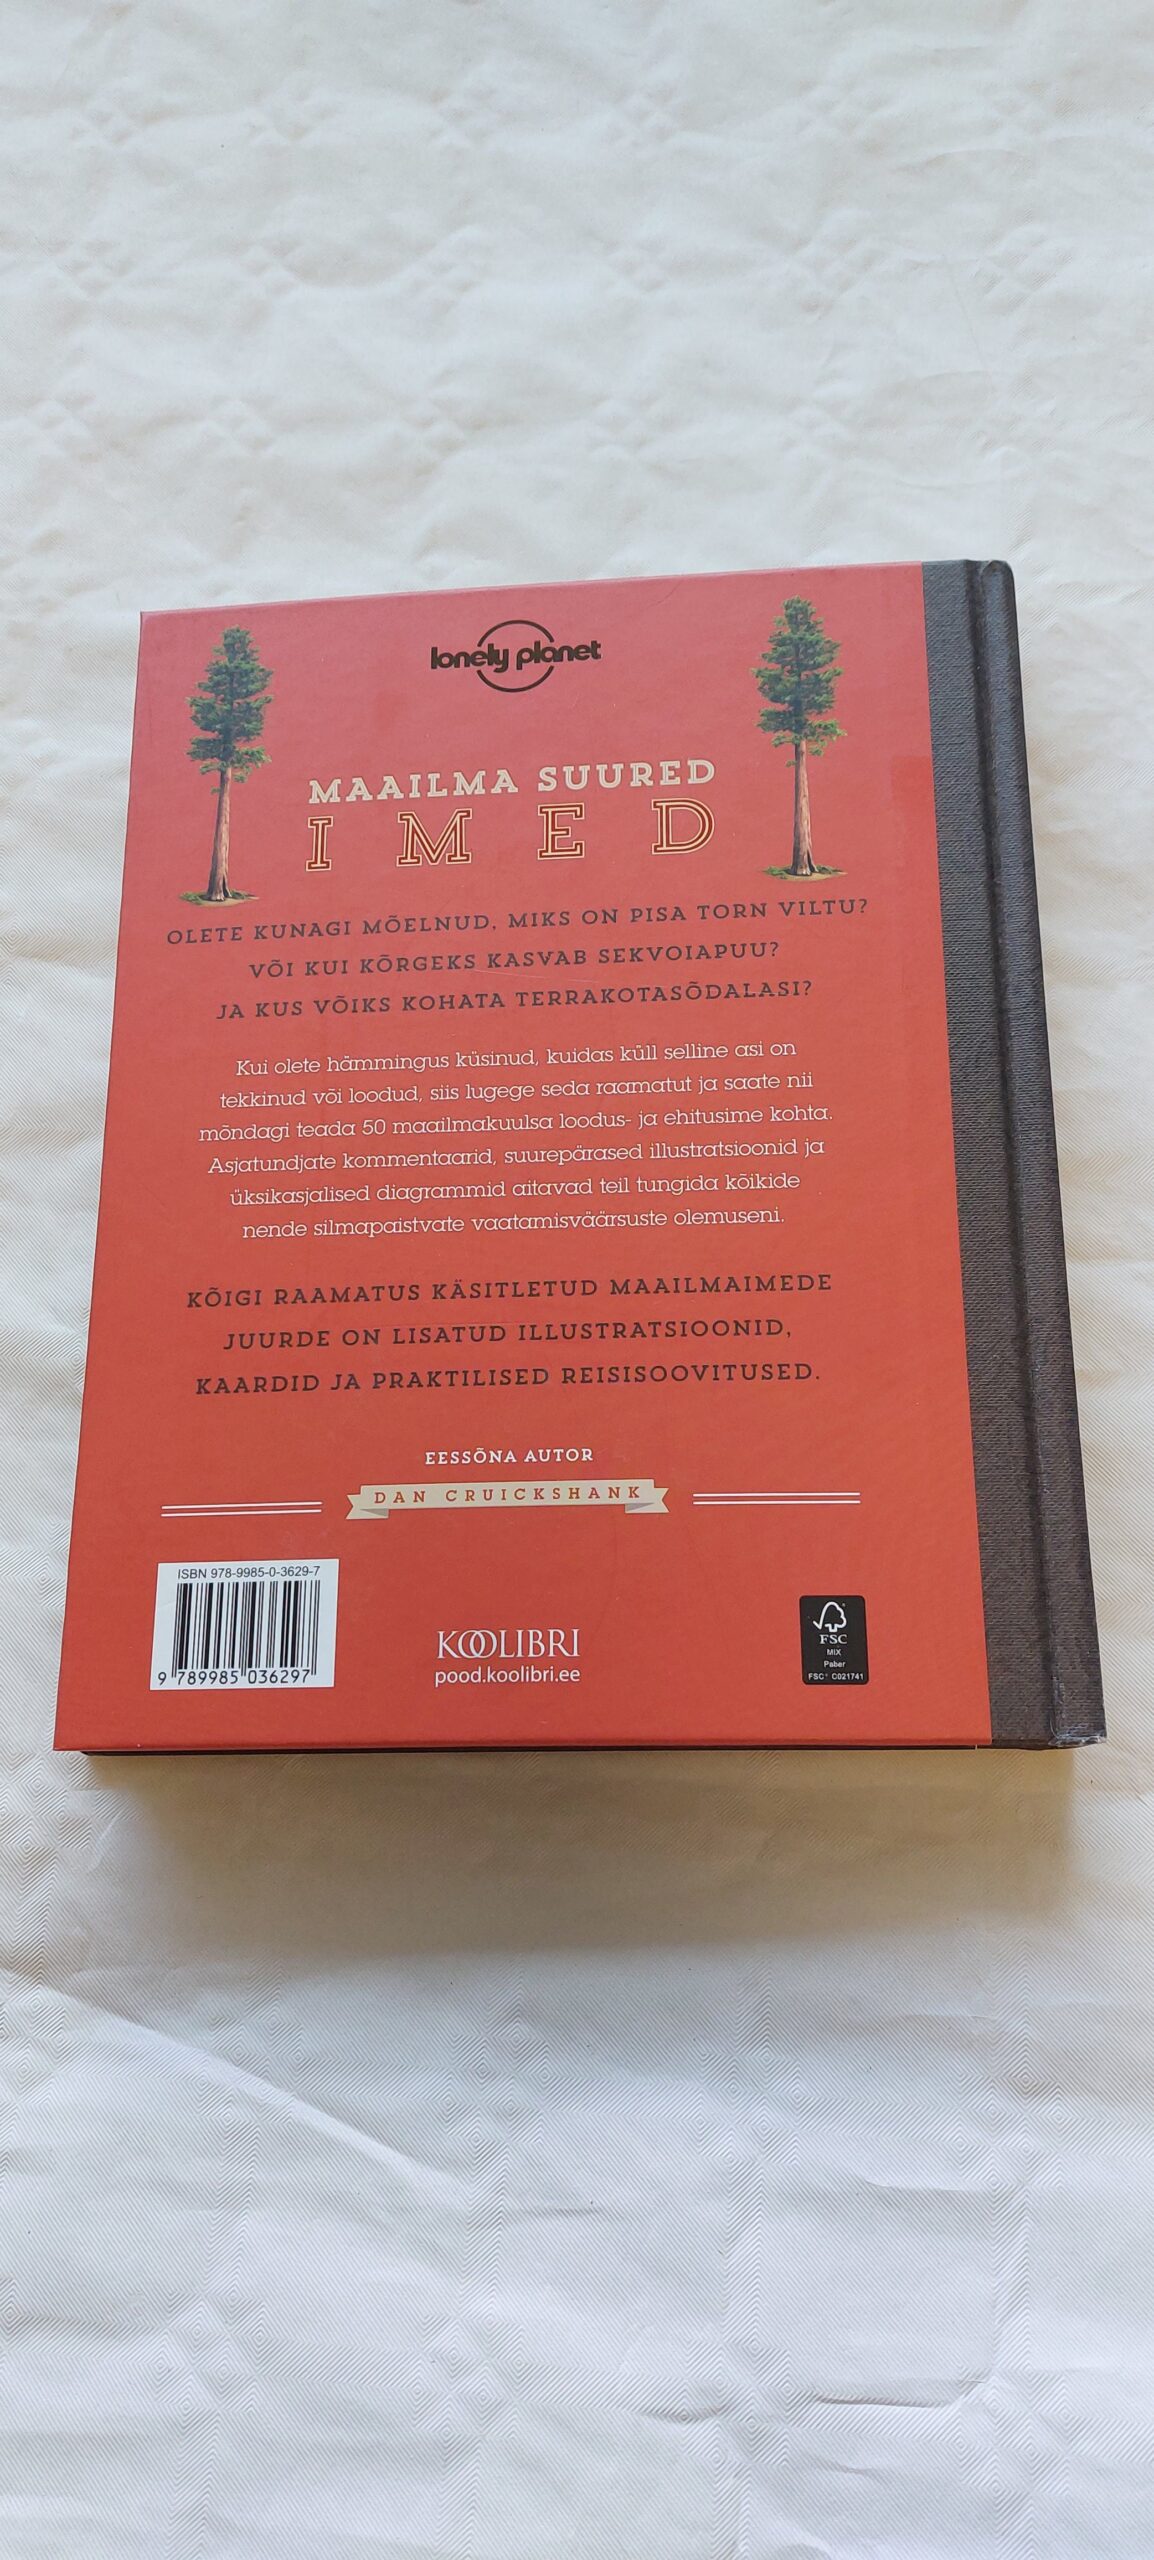 lonely planet
MAAILMA SUURED
IMED
OLETE KUNAGI MÕELNUD, MIKS ON PISA TORN VILTU?
VÕI KUI KÕRGEKS KASVAB SEKVOIAPUU?
JA KUS VÕIKS KOHATA TERRAKOTASÕDALASI?
Kui olete hämmingus küsinud, kuidas küll selline asi on
tekkinud või loodud, siis lugege seda raamatut ja saate nii
mõndagi teada 50 maailmakuulsa loodus- ja ehitusime kohta.
Asjatundjate kommentaarid, suurepärased illustratsioonid ja
üksikasjalised diagrammid aitavad teil tungida kõikide
nende silmapaistvate vaatamisväärsuste olemuseni.
KÕIGI RAAMATUS KÄSITLETUD MAAILMAIMEDE
JUURDE ON LISATUD ILLUSTRATSIOONID,
KAARDID JA PRAKTILISED REISISOOVITUSED.
EESSÕNA AUTOR
DAN CRUICKSHANK
ISBN 978-9985-0-3629-7
9 789985 036297
KOOLIBRI
pood.koolibri.ee
FSC
MIX
Paber
FSC® C021741